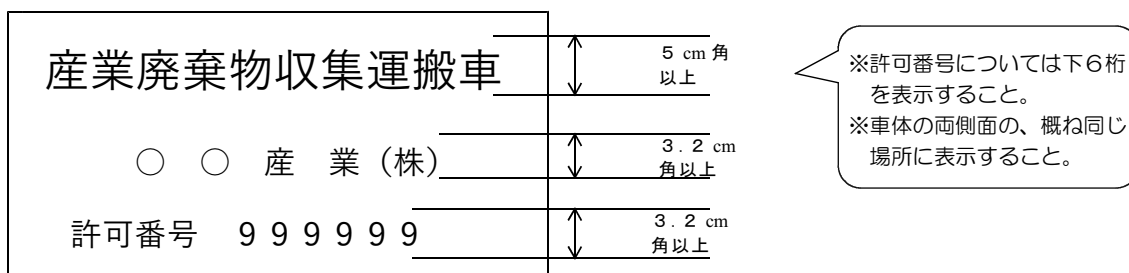 産業廃棄物収集運搬車
○ ○ 産 業 (株)
許可番号 999999
5 cm 角
以上
3.2 cm
角以上
3.2 cm
角以上
※許可番号については下6桁
を表示すること。
※車体の両側面の、概ね同じ
場所に表示すること。